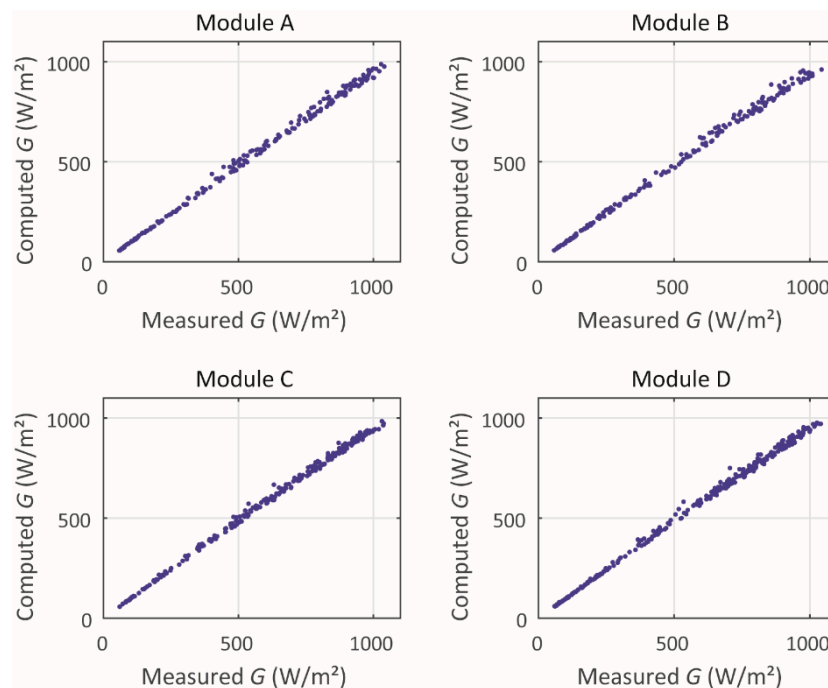 Module A
Computed G (W/m²)
1000
500
0
0 500 1000
Measured G (W/m²)
Module B
Computed G (W/m²)
1000
500
0
0 500 1000
Measured G (W/m²)
Module C
Computed G (W/m²)
1000
500
0
0 500 1000
Measured G (W/m²)
Module D
Computed G (W/m²)
1000
500
0
0 500 1000
Measured G (W/m²)